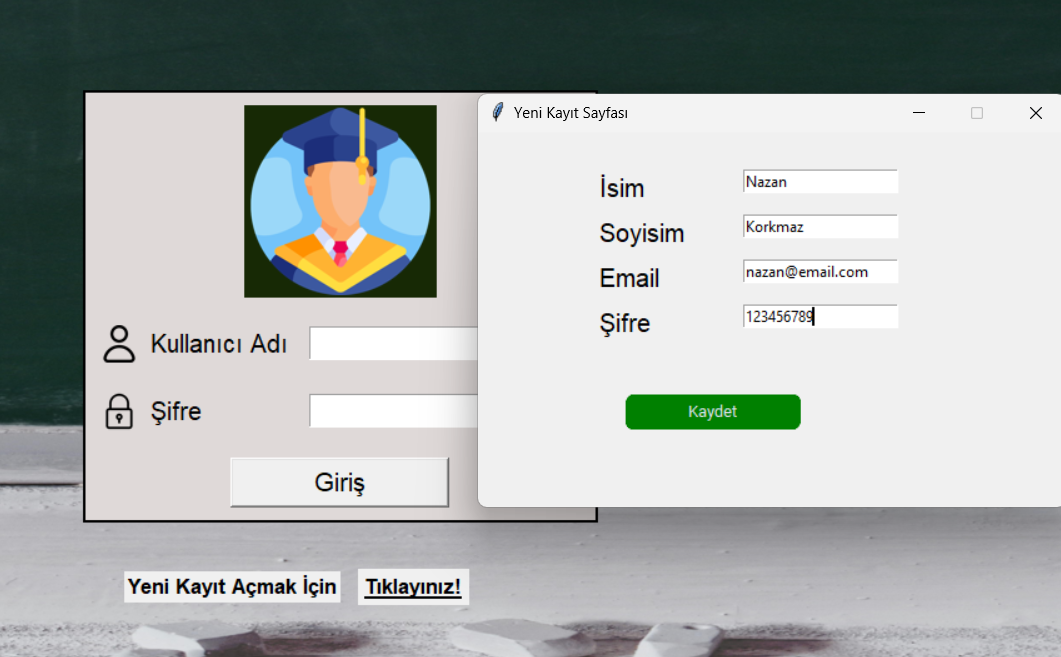 Yeni Kayıt Sayfası
İsim Nazan
Soyisim Korkmaz
Email nazan@email.com
Şifre 123456789
Kaydet
Kullanıcı Adı
Şifre
Giriş
Yeni Kayıt Açmak İçin Tıklayınız!